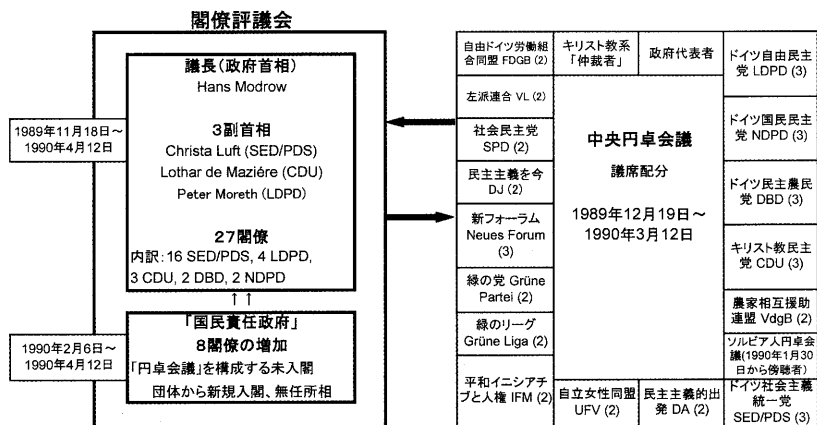 閣僚評議会
議長(政府首相)
Hans Modrow
3副首相
Christa Luft (SED/PDS)
Lothar de Maziére (CDU)
Peter Moreth (LDPD)
27閣僚
内訳:16 SED/PDS, 4 LDPD,
3 CDU, 2 DBD, 2 NDPD
↑↑
「国民責任政府」
8閣僚の増加
「円卓会議」を構成する未入閣
団体から新規入閣、無任所相
1989年11月18日~
1990年4月12日
1990年2月6日~
1990年4月12日
自由ドイツ労働組
合同盟 FDGB (2)
左派連合 VL (2)
社会民主党
SPD (2)
民主主義を今
DJ (2)
新フォーラム
Neues Forum
(3)
緑の党 Grüne
Partei (2)
緑のリーグ
Grüne Liga (2)
平和イニシアチ
ブと人権 IFM (2)
キリスト教系
「仲裁者」
政府代表者
中央円卓会議
議席配分
1989年12月19日~
1990年3月12日
自立女性同盟
UFV (2)
民主主義的出
発 DA (2)
ドイツ自由民主
党 LDPD (3)
ドイツ国民民主
党 NDPD (3)
ドイツ民主農民
党 DBD (3)
キリスト教民主
党 CDU (3)
農家相互援助
連盟 VdgB (2)
ソルビア人円卓会
議(1990年1月30
日から傍聴者)
ドイツ社会主義
統一党
SED/PDS (3)